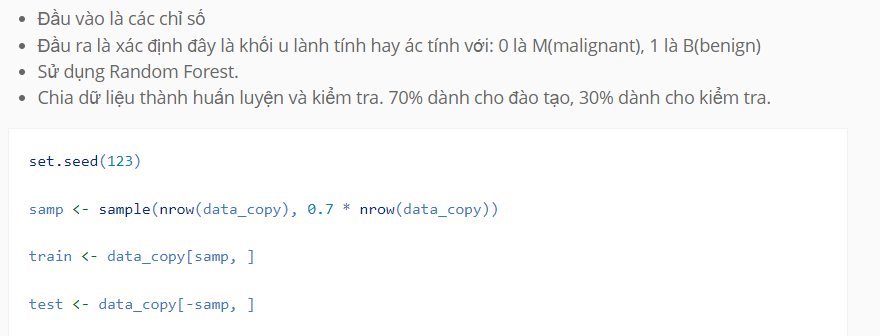 Đầu vào là các chỉ số
Đầu ra là xác định đây là khối u lành tính hay ác tính với: 0 là M(malignant), 1 là B(benign)
Sử dụng Random Forest.
Chia dữ liệu thành huấn luyện và kiểm tra. 70% dành cho đào tạo, 30% dành cho kiểm tra.
set.seed(123)
samp <- sample(nrow(data_copy), 0.7 * nrow(data_copy))
train <- data_copy[samp, ]
test <- data_copy[-samp, ]